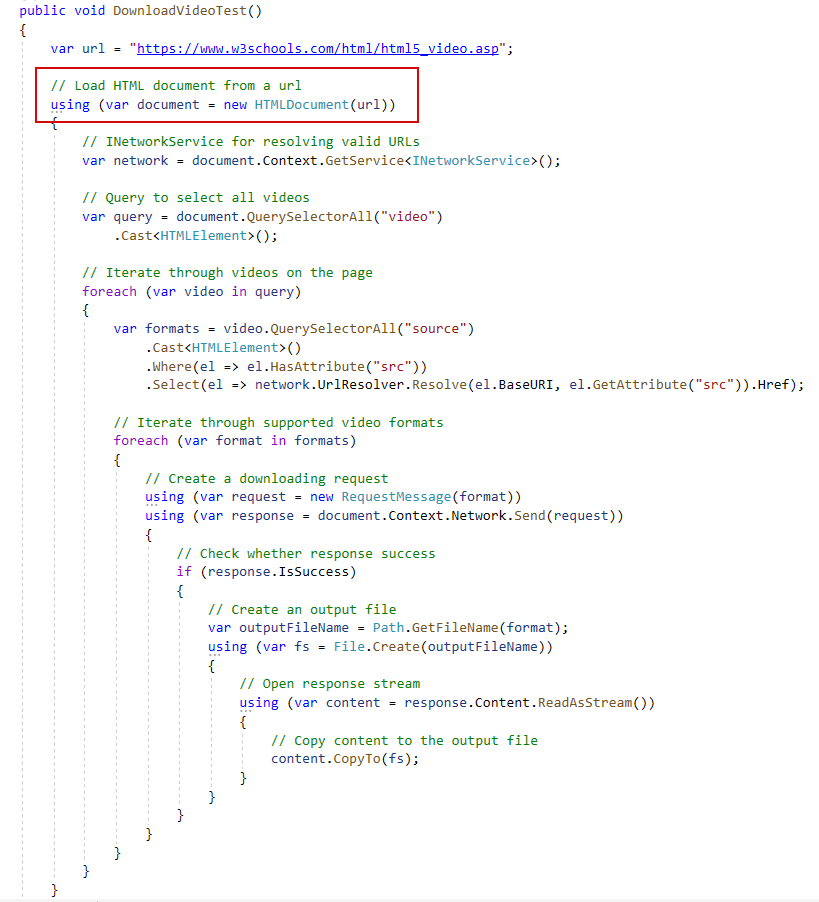 public void DownloadVideoTest()
{
    var url = "https://www.w3schools.com/html/html5_video.asp";

    // Load HTML document from a url
    using (var document = new HTMLDocument(url))
    {
        // INetworkService for resolving valid URLs
        var network = document.Context.GetService<INetworkService>();

        // Query to select all videos
        var query = document.QuerySelectorAll("video")
            .Cast<HTMLElement>();

        // Iterate through videos on the page
        foreach (var video in query)
        {
            var formats = video.QuerySelectorAll("source")
                .Cast<HTMLElement>()
                .Where(el => el.HasAttribute("src"))
                .Select(el => network.UrlResolver.Resolve(el.BaseURI, el.GetAttribute("src")).Href);

            // Iterate through supported video formats
            foreach (var format in formats)
            {
                // Create a downloading request
                using (var request = new RequestMessage(format))
                using (var response = document.Context.Network.Send(request))
                {
                    // Check whether response success
                    if (response.IsSuccess)
                    {
                        // Create an output file
                        var outputFileName = Path.GetFileName(format);
                        using (var fs = File.Create(outputFileName))
                        {
                            // Open response stream
                            using (var content = response.Content.ReadAsStream())
                            {
                                // Copy content to the output file
                                content.CopyTo(fs);
                            }
                        }
                    }
                }
            }
        }
    }